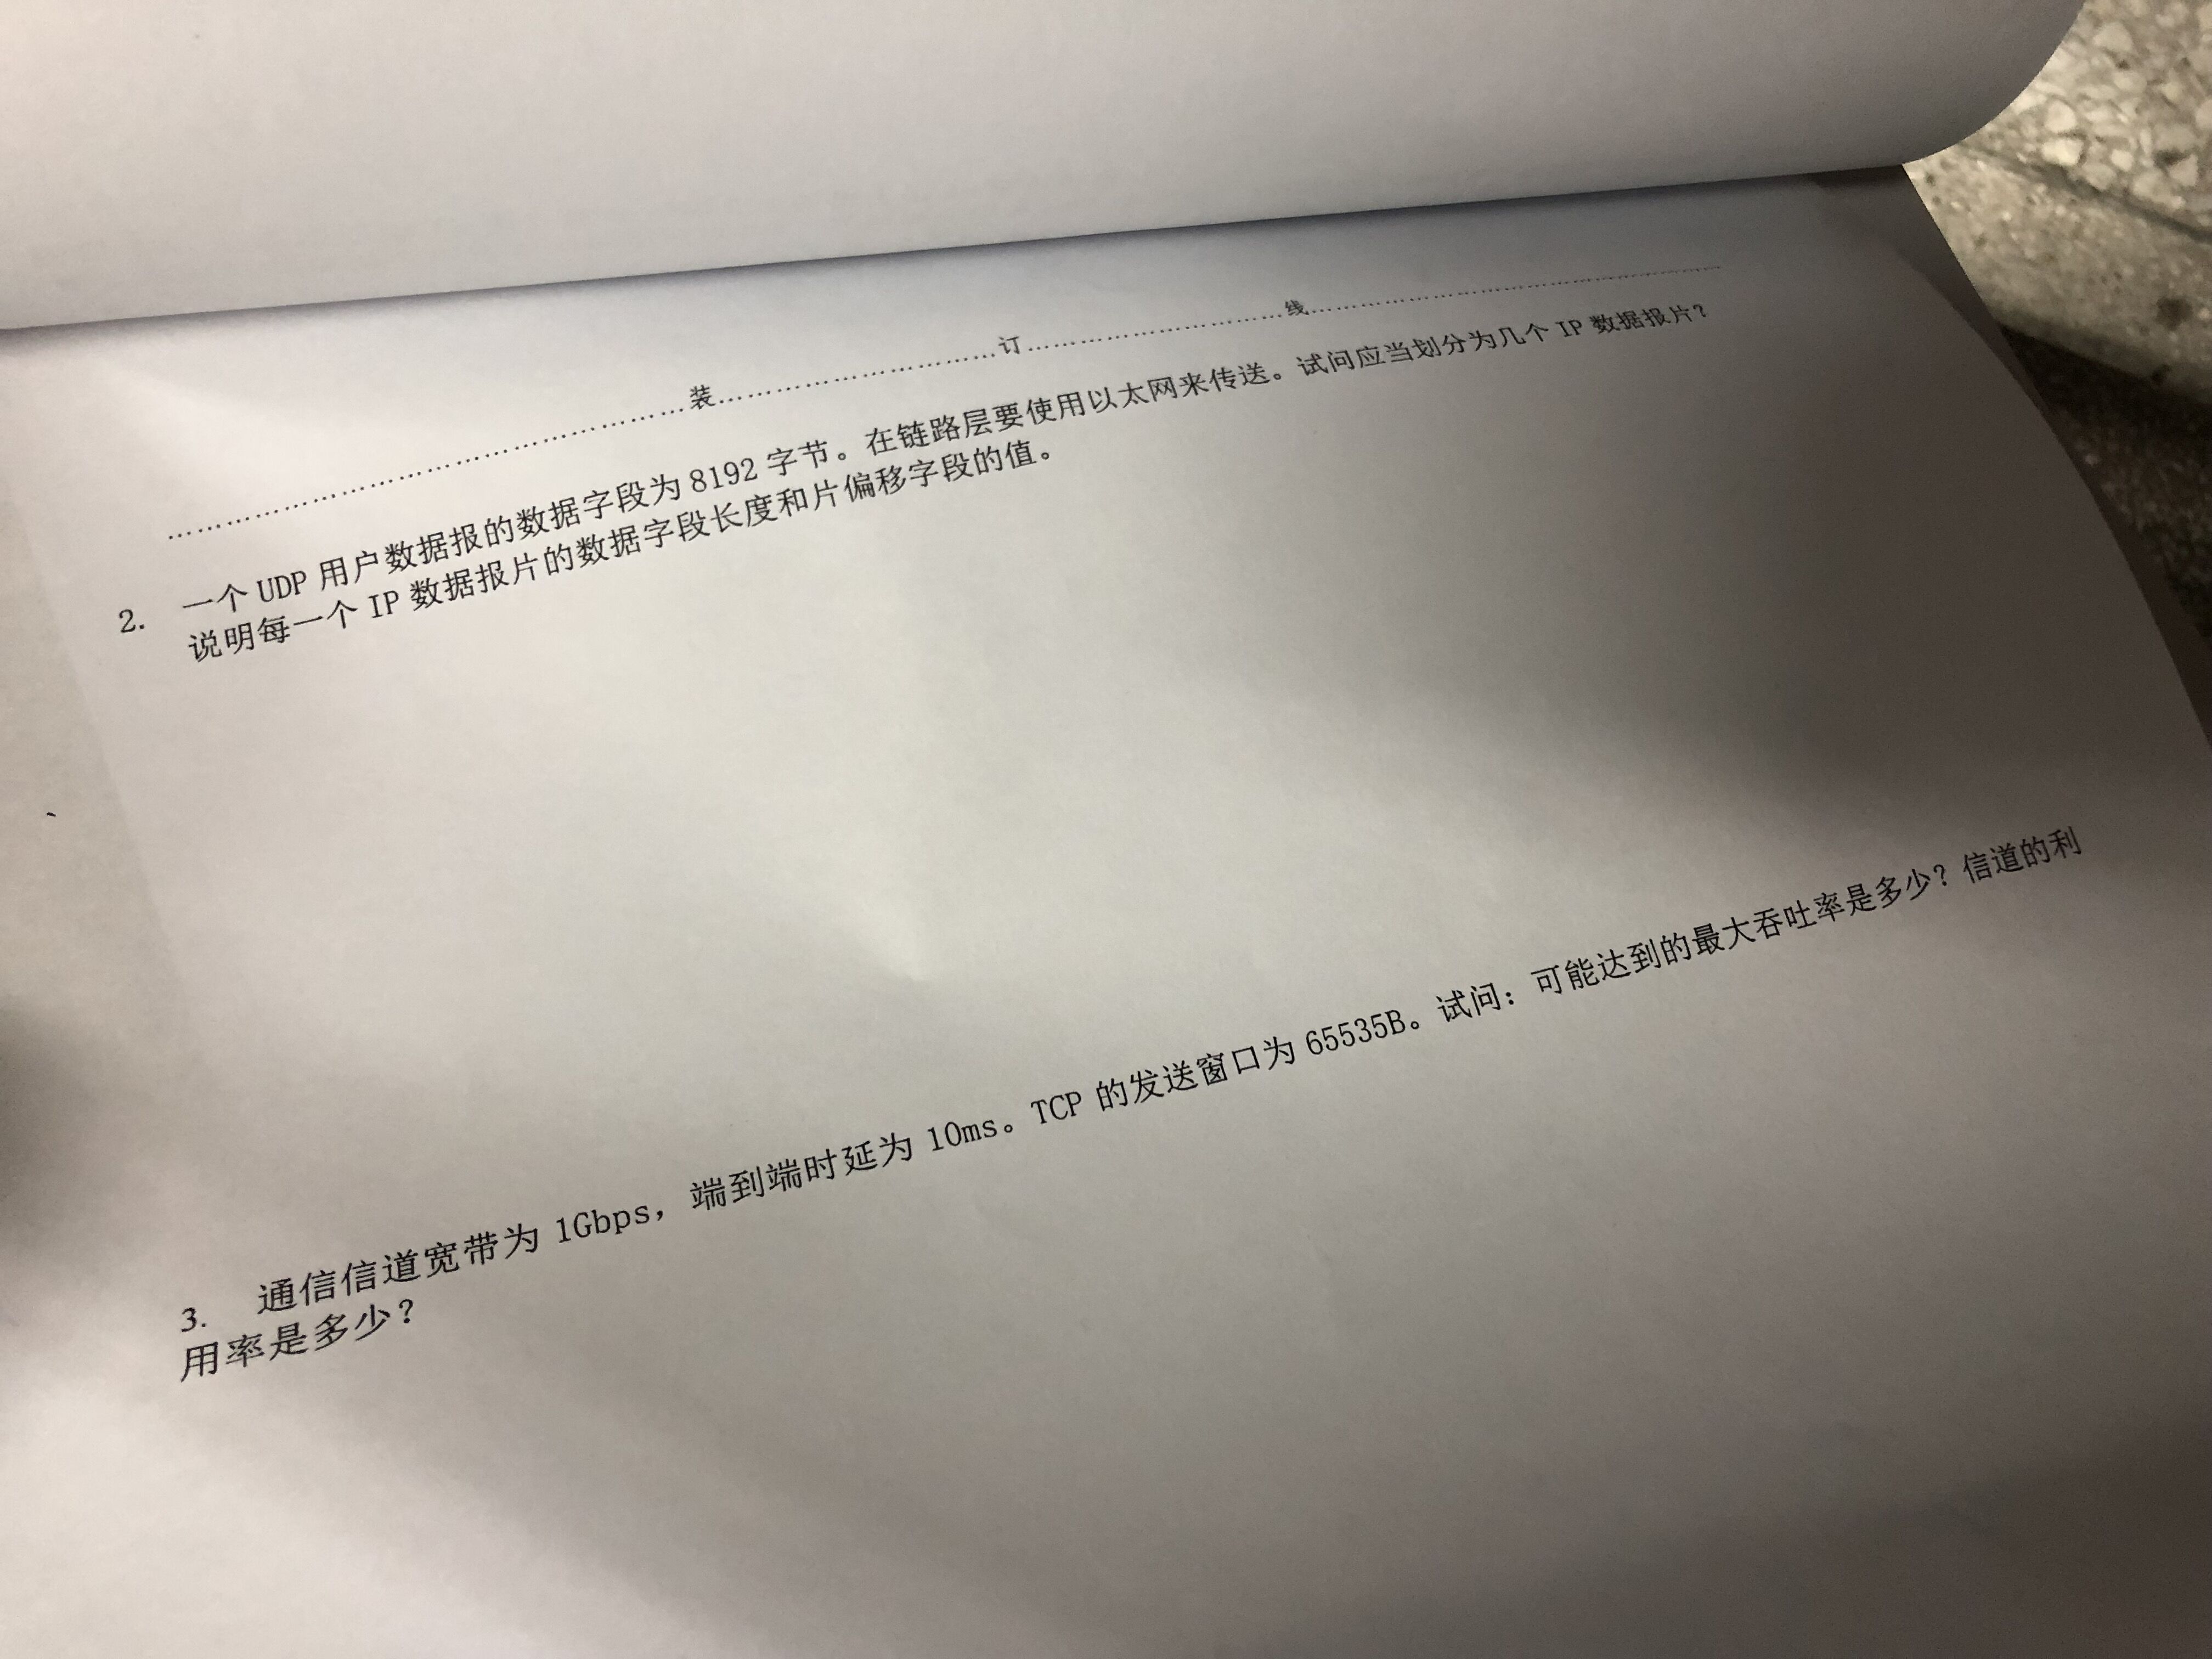 ………………………………………………装………………………………订………………………………线………………………………………………
2. 一个 UDP 用户数据报的数据字段为 8192 字节。在链路层要使用以太网来传送。试问应当划分为几个 IP 数据报片?
说明每一个 IP 数据报片的数据字段长度和片偏移字段的值。
3. 通信信道宽带为 1Gbps，端到端时延为 10ms。TCP 的发送窗口为 65535B。试问：可能达到的最大吞吐率是多少? 信道的利
用率是多少?